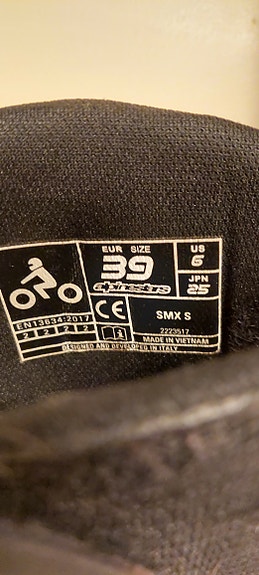 EUR SIZE
39
alpinestars
US
6
JPN
25
CE
SMX S
2223517
EN13634:2017
2 2 2 2
MADE IN VIETNAM
DESIGNED AND DEVELOPED IN ITALY